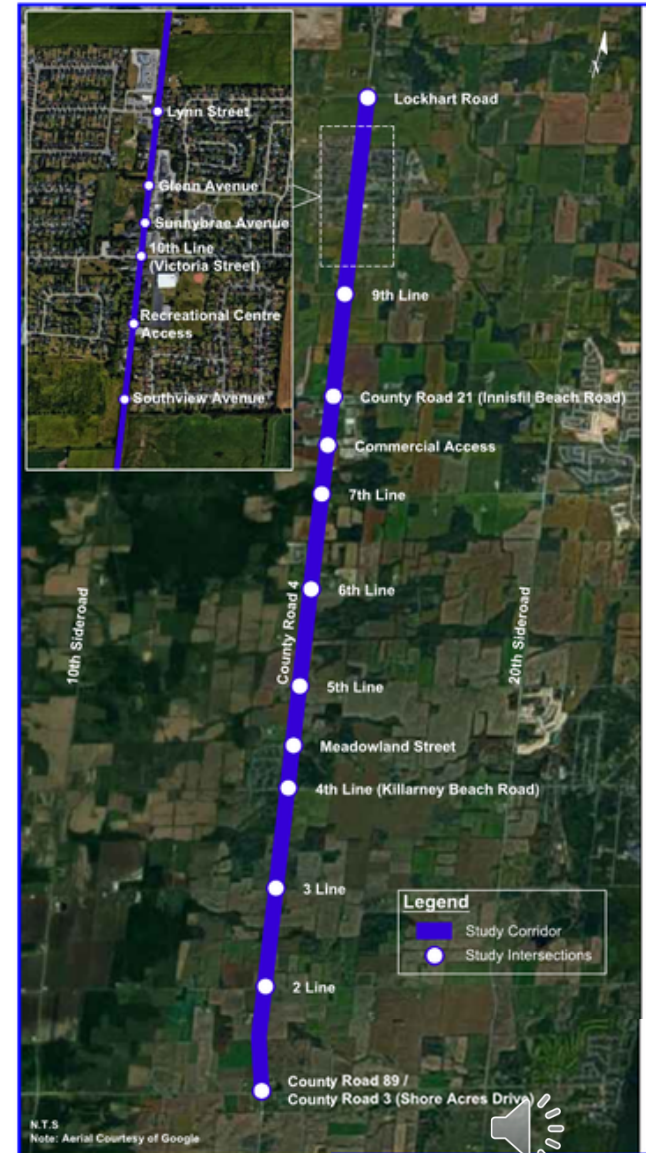 Lynn Street
Glenn Avenue
Sunnybrae Avenue
10th Line
(Victoria Street)
Recreational Centre
Access
Southview Avenue
Lockhart Road
9th Line
County Road 21 (Innisfil Beach Road)
Commercial Access
7th Line
6th Line
10th Sideroad
County Road 4
20th Sideroad
5th Line
Meadowland Street
4th Line (Killarney Beach Road)
3 Line
Legend
Study Corridor
Study Intersections
2 Line
County Road 89 /
County Road 3 (Shore Acres Drive)
N.T.S
Note: Aerial Courtesy of Google